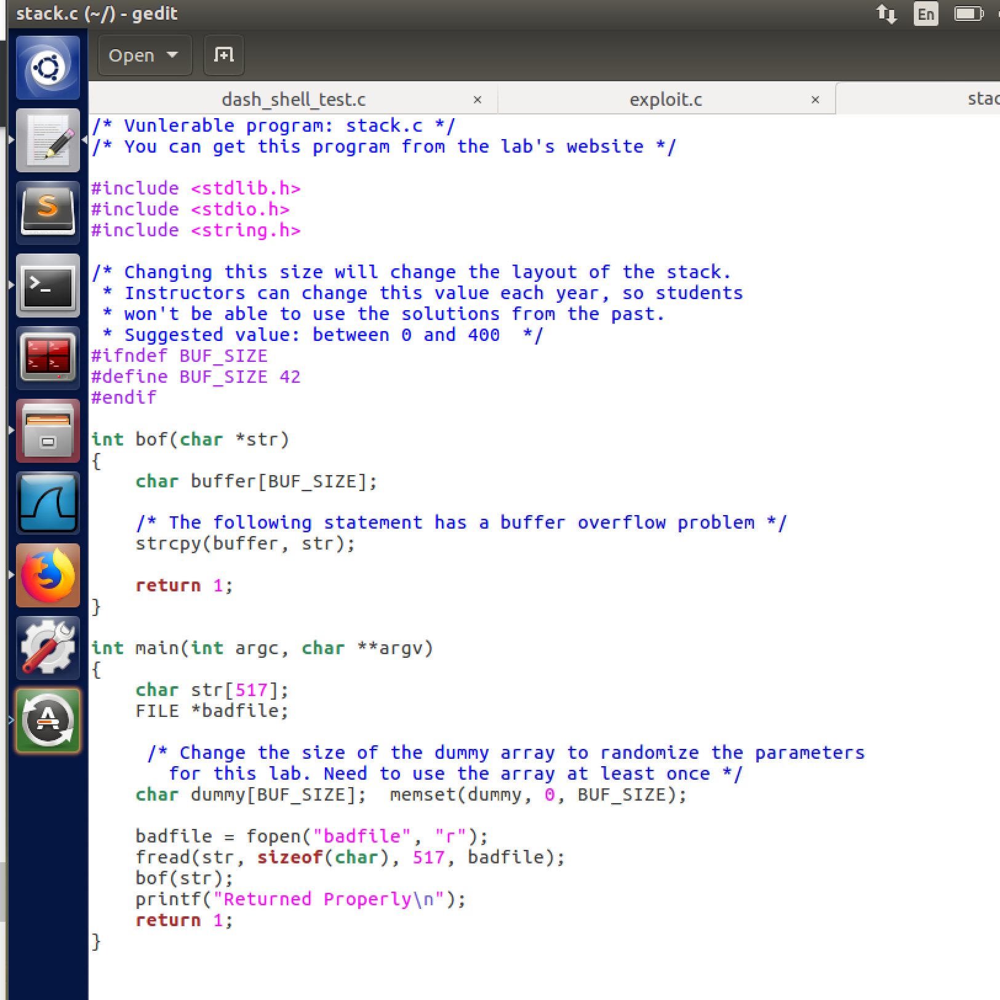 stack.c (~/) - gedit
En
Open
dash_shell_test.c × exploit.c × stac
/* Vunlerable program: stack.c */
/* You can get this program from the lab's website */
#include <stdlib.h>
#include <stdio.h>
#include <string.h>
/* Changing this size will change the layout of the stack.
 * Instructors can change this value each year, so students
 * won't be able to use the solutions from the past.
 * Suggested value: between 0 and 400  */
#ifndef BUF_SIZE
#define BUF_SIZE 42
#endif
int bof(char *str)
{
    char buffer[BUF_SIZE];
    /* The following statement has a buffer overflow problem */
    strcpy(buffer, str);
    return 1;
}
int main(int argc, char **argv)
{
    char str[517];
    FILE *badfile;
     /* Change the size of the dummy array to randomize the parameters
       for this lab. Need to use the array at least once */
    char dummy[BUF_SIZE];  memset(dummy, 0, BUF_SIZE);
    badfile = fopen("badfile", "r");
    fread(str, sizeof(char), 517, badfile);
    bof(str);
    printf("Returned Properly\n");
    return 1;
}